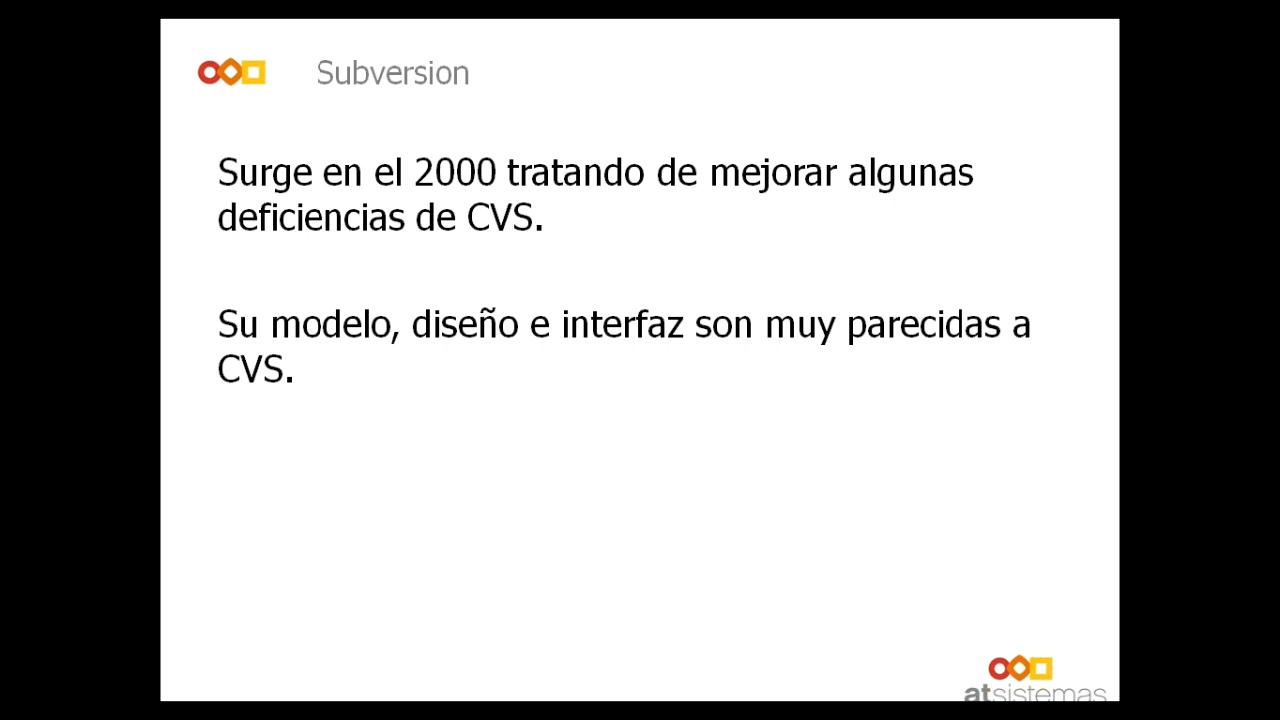 Subversion
Surge en el 2000 tratando de mejorar algunas
deficiencias de CVS.
Su modelo, diseño e interfaz son muy parecidas a
CVS.
atsistemas